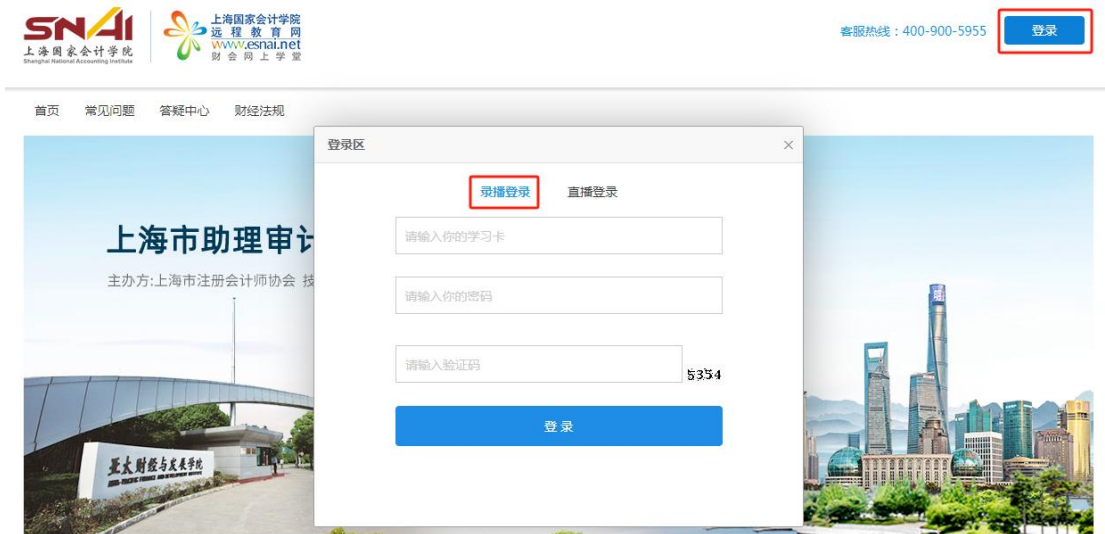 SNAI
上海国家会计学院
Shanghai National Accounting Institute
上海国家会计学院
远程教育网
www.esnai.net
财会网上学堂
客服热线：400-900-5955
登录
首页 常见问题 答疑中心 财经法规
登录区 ×
录播登录 直播登录
请输入你的学习卡
上海市助理审计
主办方:上海市注册会计师协会 技
请输入你的密码
请输入验证码
5354
登录
亚太财经与发展学院